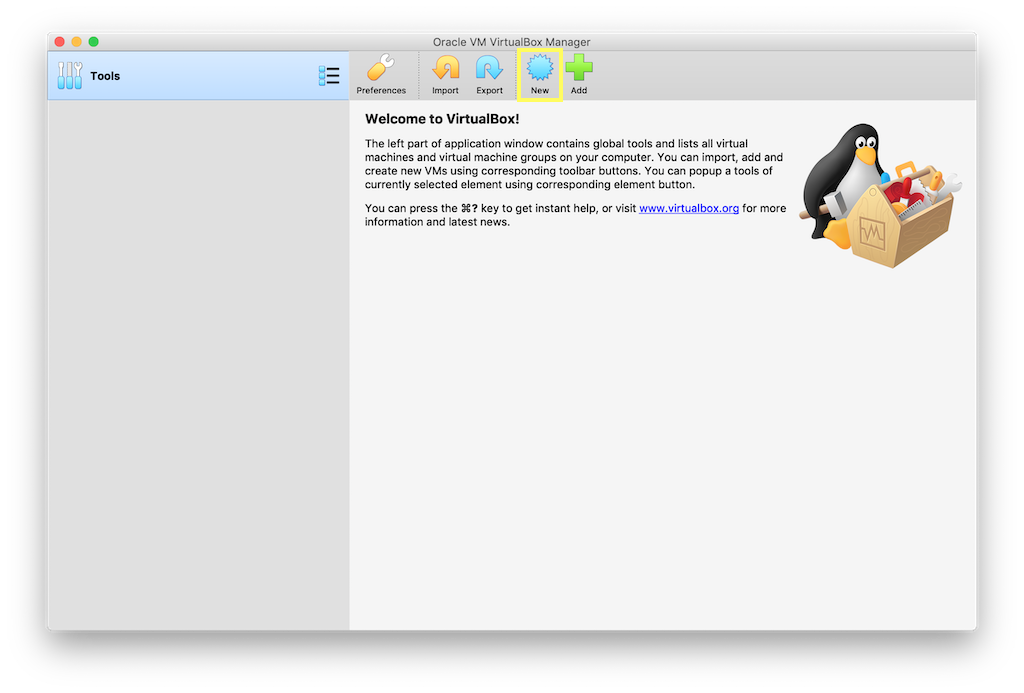 Oracle VM VirtualBox Manager
Tools
Preferences
Import
Export
New
Add
Welcome to VirtualBox!
The left part of application window contains global tools and lists all virtual
machines and virtual machine groups on your computer. You can import, add and
create new VMs using corresponding toolbar buttons. You can popup a tools of
currently selected element using corresponding element button.
You can press the ⌘? key to get instant help, or visit www.virtualbox.org for more
information and latest news.